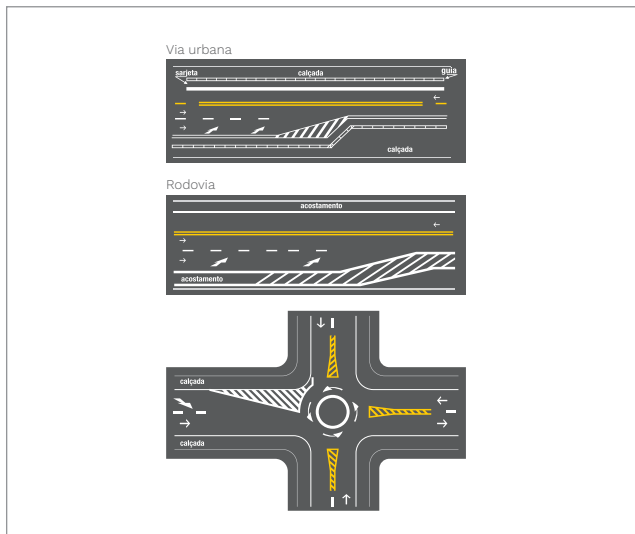 Via urbana
sarjeta
calçada
guia
calçada
Rodovia
acostamento
acostamento
calçada
calçada